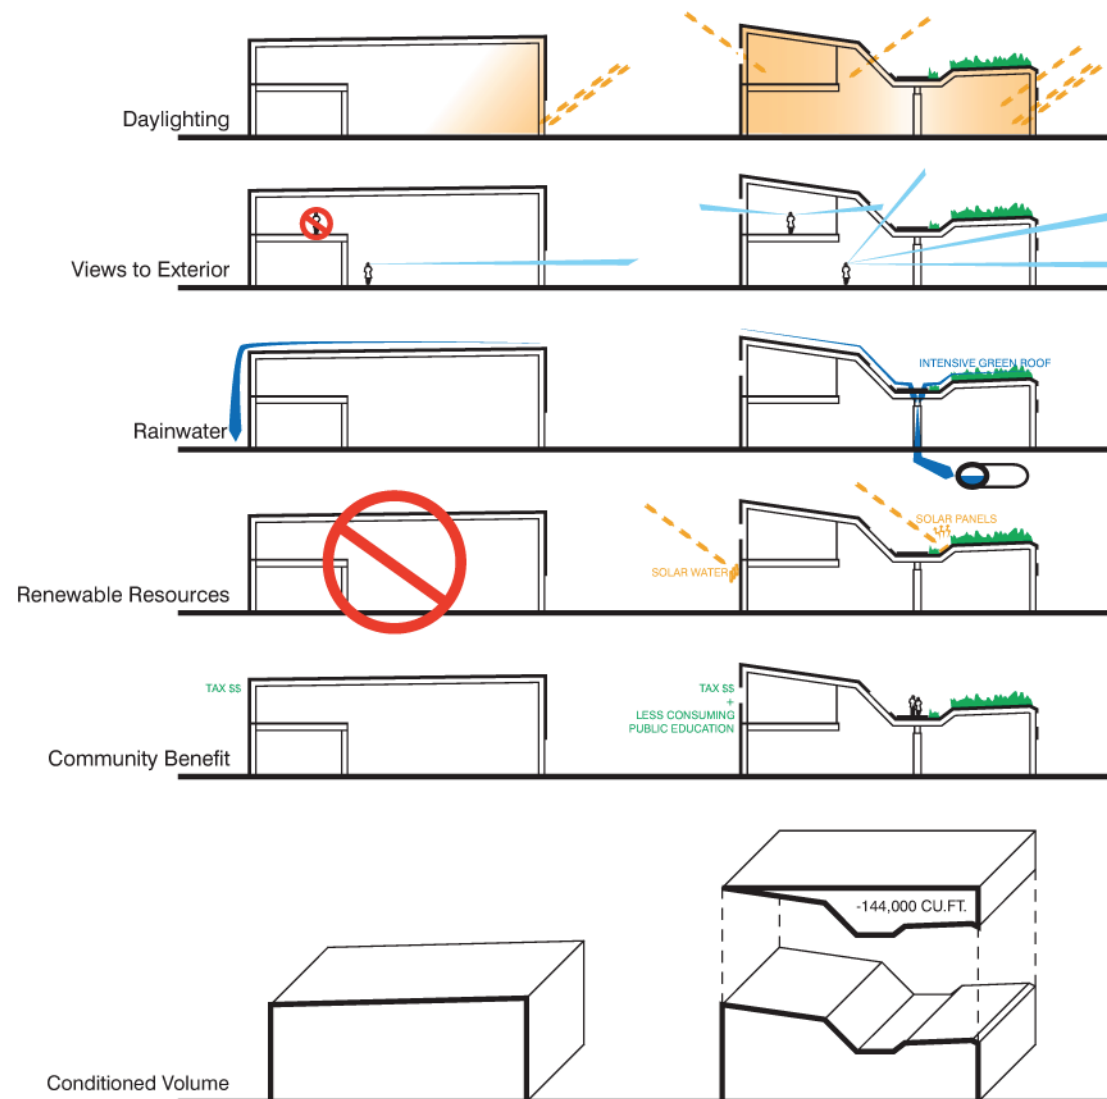 Daylighting
Views to Exterior
INTENSIVE GREEN ROOF
Rainwater
SOLAR PANELS
SOLAR WATER
Renewable Resources
TAX $$
TAX $$
+
LESS CONSUMING
PUBLIC EDUCATION
Community Benefit
-144,000 CU.FT.
Conditioned Volume